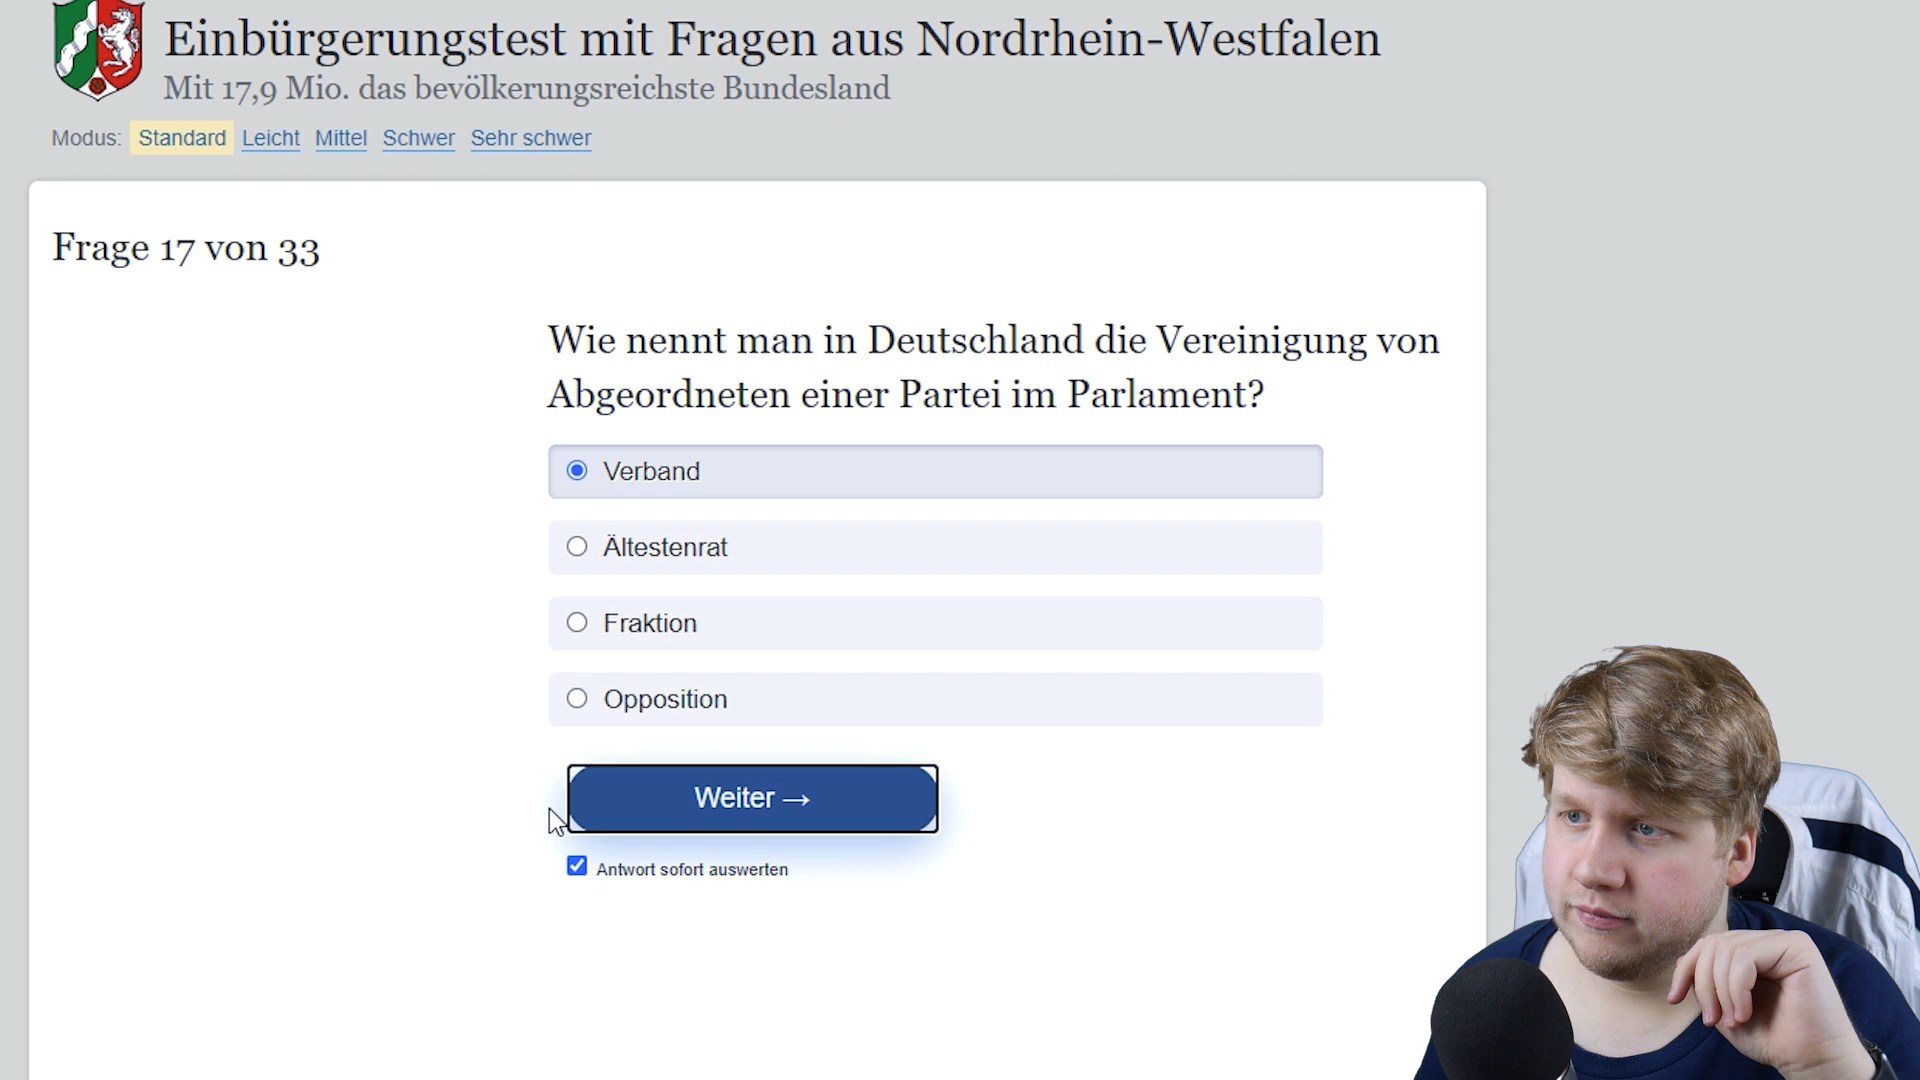 Einbürgerungstest mit Fragen aus Nordrhein-Westfalen
Mit 17,9 Mio. das bevölkerungsreichste Bundesland
Modus: Standard Leicht Mittel Schwer Sehr schwer
Frage 17 von 33
Wie nennt man in Deutschland die Vereinigung von
Abgeordneten einer Partei im Parlament?
Verband
Ältestenrat
Fraktion
Opposition
Weiter →
Antwort sofort auswerten